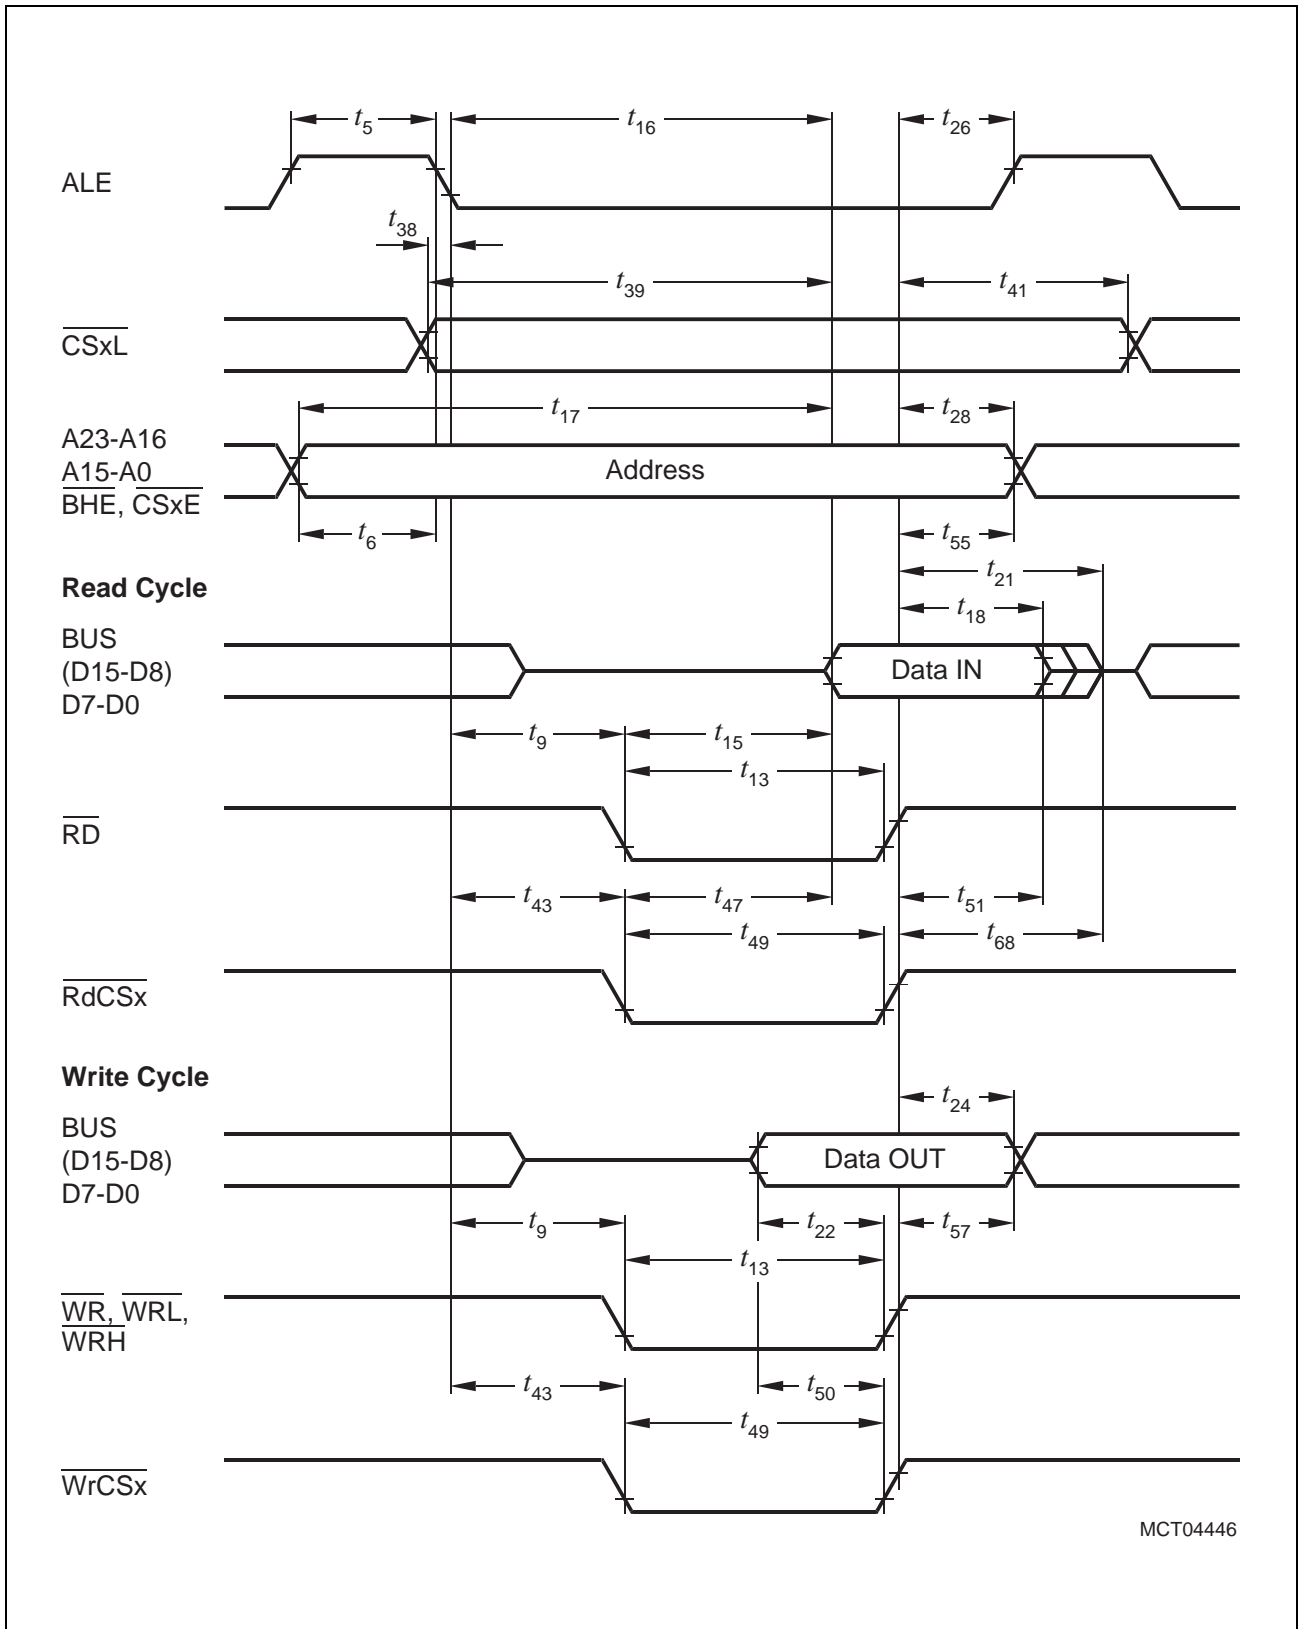 t5 t16 t26
ALE
t38
t39 t41
CSxL
t17 t28
A23-A16
A15-A0 Address
BHE, CSxE
t6 t55
t21
Read Cycle
t18
BUS
(D15-D8) Data IN
D7-D0
t9 t15
t13
RD
t43 t47 t51
t49 t68
RdCSx
Write Cycle
t24
BUS
(D15-D8) Data OUT
D7-D0
t9 t22 t57
t13
WR, WRL,
WRH
t43 t50
t49
WrCSx
MCT04446